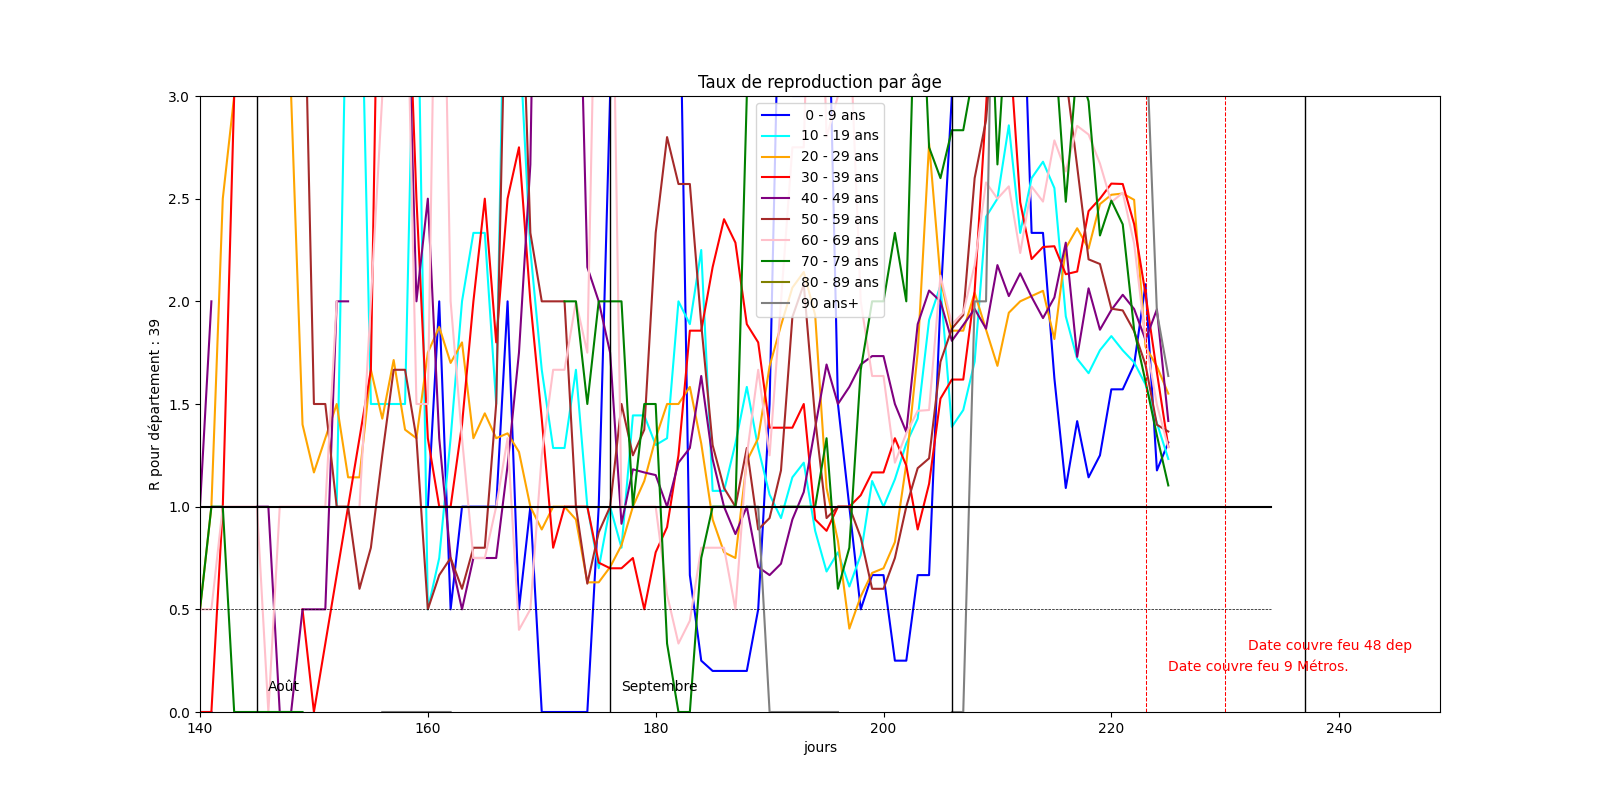 Taux de reproduction par âge
R pour département : 39
3.0
2.5
2.0
1.5
1.0
0.5
0.0
0 - 9 ans
10 - 19 ans
20 - 29 ans
30 - 39 ans
40 - 49 ans
50 - 59 ans
60 - 69 ans
70 - 79 ans
80 - 89 ans
90 ans+
Date couvre feu 48 dep
Date couvre feu 9 Métros.
Août
Septembre
140
160
180
200
220
240
jours